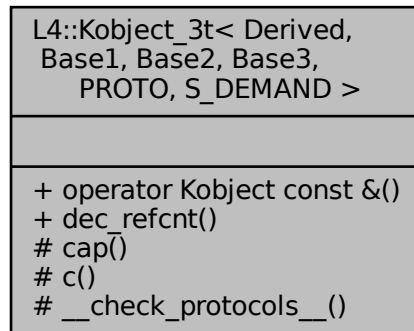 L4::Kobject_3t< Derived,
Base1, Base2, Base3,
PROTO, S_DEMAND >
+ operator Kobject const &()
+ dec_refcnt()
# cap()
# c()
# __check_protocols__()